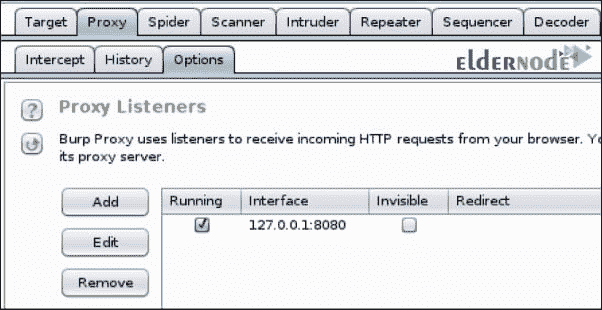 Target Proxy Spider Scanner Intruder Repeater Sequencer Decoder
Intercept History Options
ELDERNODE
?
Proxy Listeners
Burp Proxy uses listeners to receive incoming HTTP requests from your browser. Yo
its proxy server.
Add
Running Interface Invisible Redirect
127.0.0.1:8080
Edit
Remove